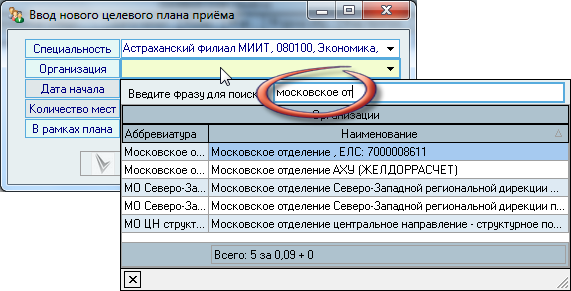 Ввод нового целевого плана приёма
Специальность Астраханский филиал МИИТ, 080100, Экономика,
Организация
Дата начала
Количество мест
В рамках плана
Введите фразу для поиск московское от
Организации
Аббревиатура Наименование
Московское о... Московское отделение , ЕЛС: 7000008611
Московское о... Московское отделение АХУ (ЖЕЛДОРРАСЧЕТ)
МО Северо-За... Московское отделение Северо-Западной региональной дирекции ...
МО Северо-За... Московское отделение Северо-Западной региональной дирекции п...
МО ЦН структ... Московское отделение центральное направление - структурное по...
Всего: 5 за 0,09 + 0